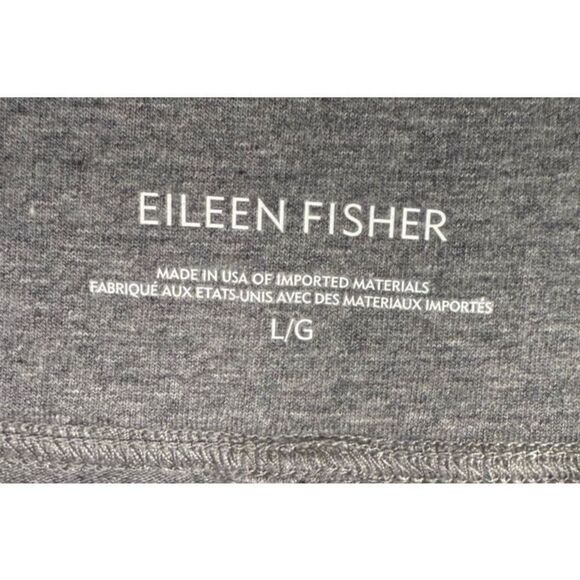 EILEEN FISHER
MADE IN USA OF IMPORTED MATERIALS
FABRIQUÉ AUX ETATS-UNIS AVEC DES MATERIAUX IMPORTÉS
L/G